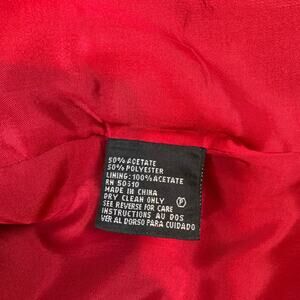 50% ACETATE
50% POLYESTER
LINING: 100% ACETATE
RN 50310
MADE IN CHINA
DRY CLEAN ONLY P
SEE REVERSE FOR CARE
INSTRUCTIONS AU DOS
VER AL DORSO PARA CUIDADO